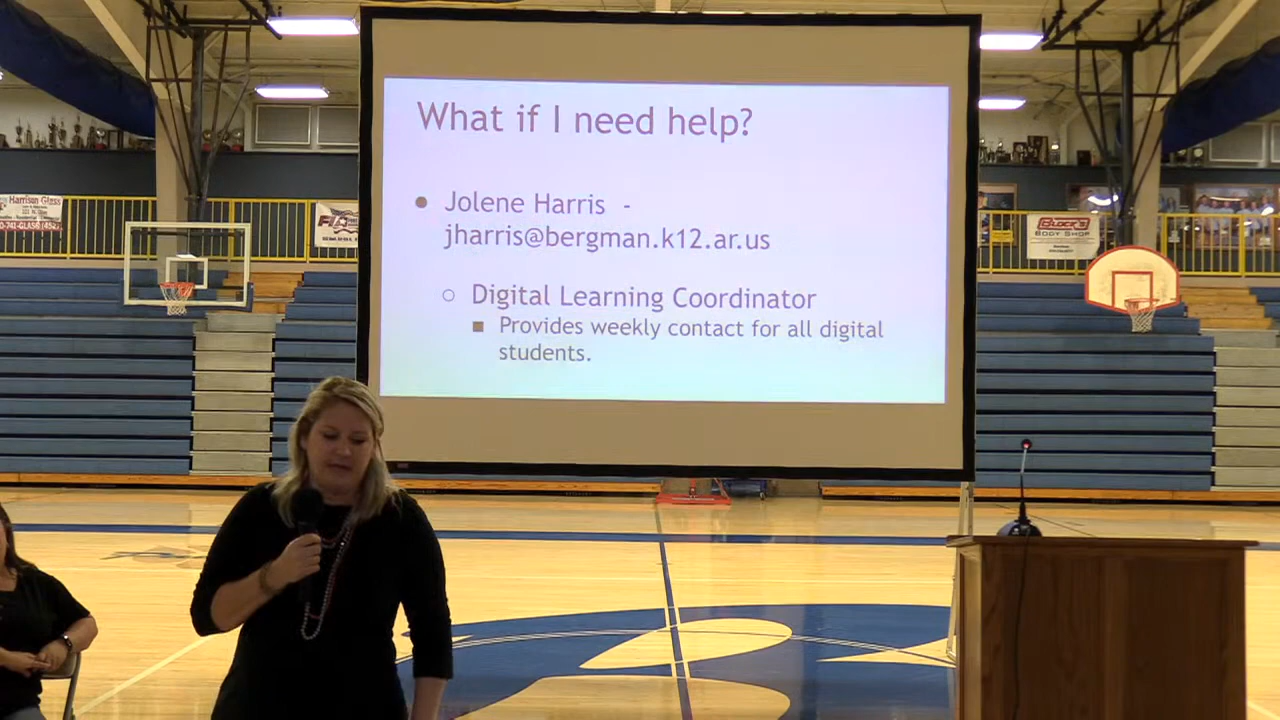 What if I need help?
Jolene Harris -
jharris@bergman.k12.ar.us
Digital Learning Coordinator
Provides weekly contact for all digital
students.
Harrison Glass
BODY SHOP